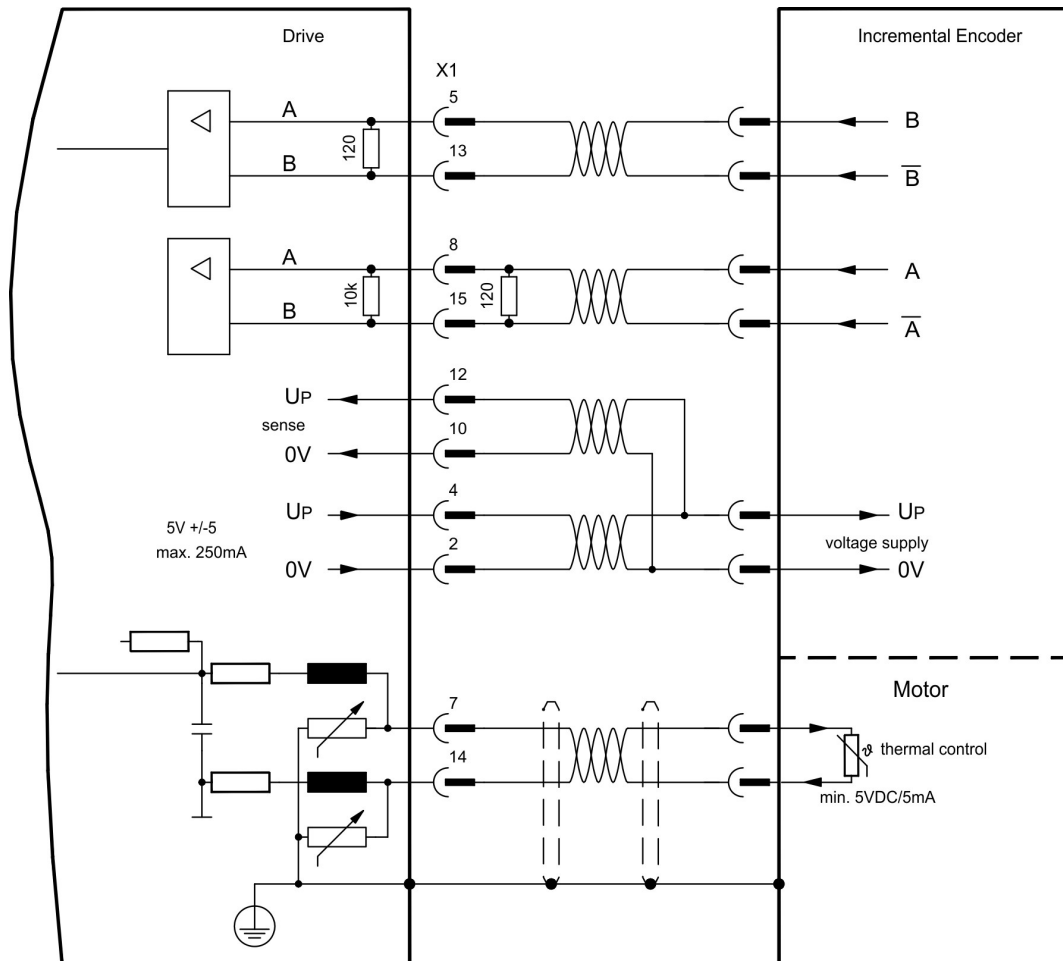 Drive
Incremental Encoder
X1
5
A
B
120
13
B
B̅
8
A
A
10k
120
15
B
A̅
12
UP
sense
10
0V
4
UP
UP
5V +/-5
max. 250mA
voltage supply
2
0V
0V
Motor
7
ϑ thermal control
14
min. 5VDC/5mA